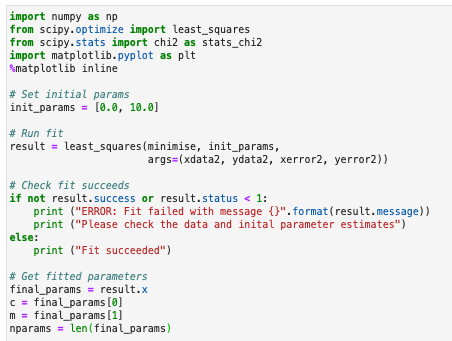 import numpy as np
from scipy.optimize import least_squares
from scipy.stats import chi2 as stats_chi2
import matplotlib.pyplot as plt
%matplotlib inline

# Set initial params
init_params = [0.0, 10.0]

# Run fit
result = least_squares(minimise, init_params,
                       args=(xdata2, ydata2, xerror2, yerror2))

# Check fit succeeds
if not result.success or result.status < 1:
    print ("ERROR: Fit failed with message {}".format(result.message))
    print ("Please check the data and inital parameter estimates")
else:
    print ("Fit succeeded")

# Get fitted parameters
final_params = result.x
c = final_params[0]
m = final_params[1]
nparams = len(final_params)